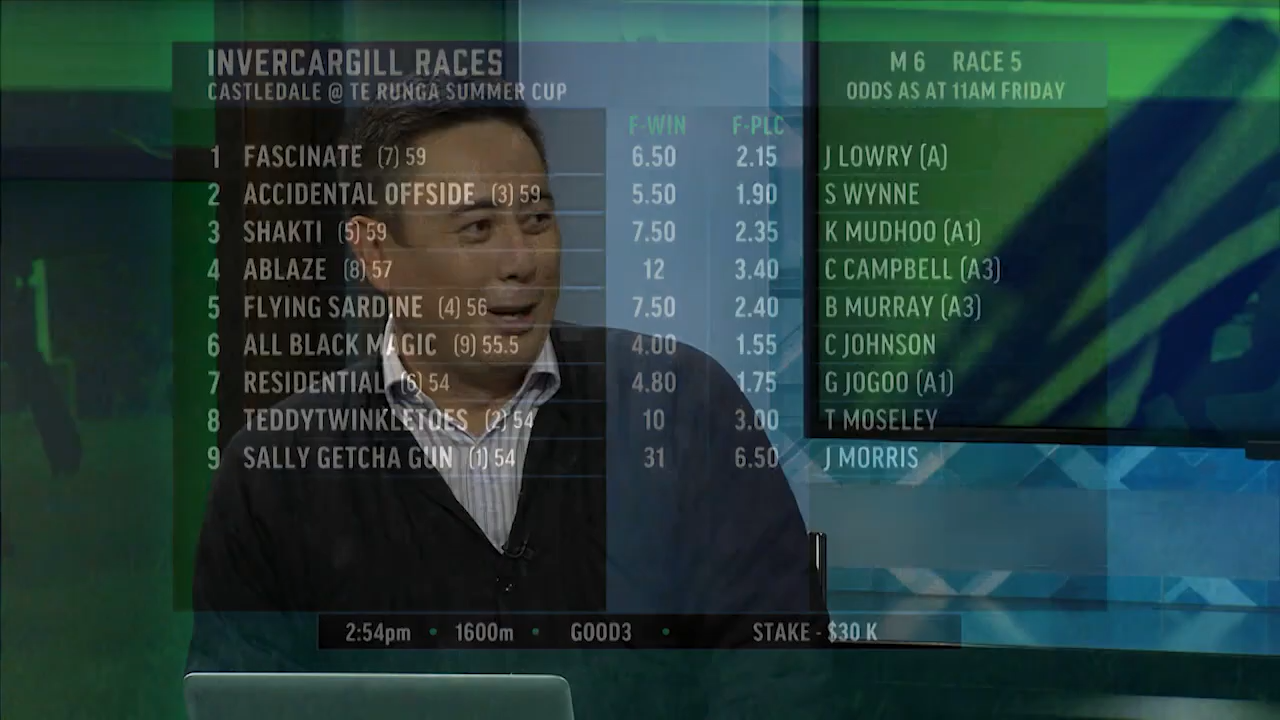 INVERCARGILL RACES M 6 RACE 5
CASTLEDALE @ TE RUNGA SUMMER CUP ODDS AS AT 11AM FRIDAY
F-WIN F-PLC
1 FASCINATE (7) 59 6.50 2.15 J LOWRY (A)
2 ACCIDENTAL OFFSIDE (3) 59 5.50 1.90 S WYNNE
3 SHAKTI (5) 59 7.50 2.35 K MUDHOO (A1)
4 ABLAZE (8) 57 12 3.40 C CAMPBELL (A3)
5 FLYING SARDINE (4) 56 7.50 2.40 B MURRAY (A3)
6 ALL BLACK MAGIC (9) 55.5 4.00 1.55 C JOHNSON
7 RESIDENTIAL (6) 54 4.80 1.75 G JOGOO (A1)
8 TEDDYTWINKLETOES (2) 54 10 3.00 T MOSELEY
9 SALLY GETCHA GUN (1) 54 31 6.50 J MORRIS
2:54pm • 1600m • GOOD3 • STAKE - $30 K